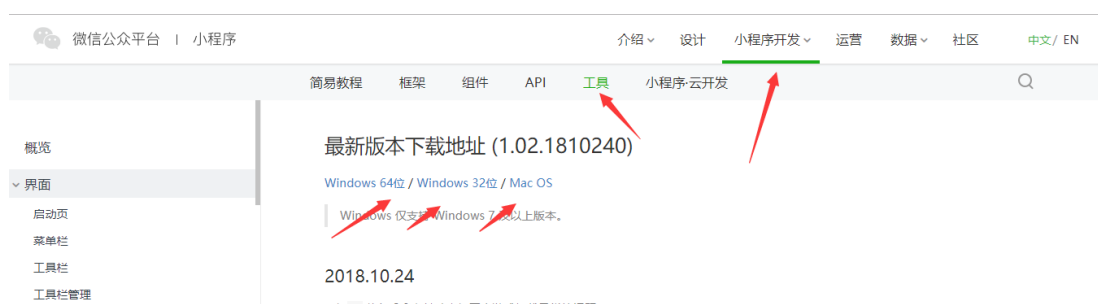 微信公众平台 | 小程序
介绍 设计 小程序开发 运营 数据 社区 中文/ EN
简易教程 框架 组件 API 工具 小程序·云开发
概览
界面
启动页
菜单栏
工具栏
工具栏管理
最新版本下载地址 (1.02.1810240)
Windows 64位 / Windows 32位 / Mac OS
Windows 仅支持 Windows 7 及以上版本。
2018.10.24